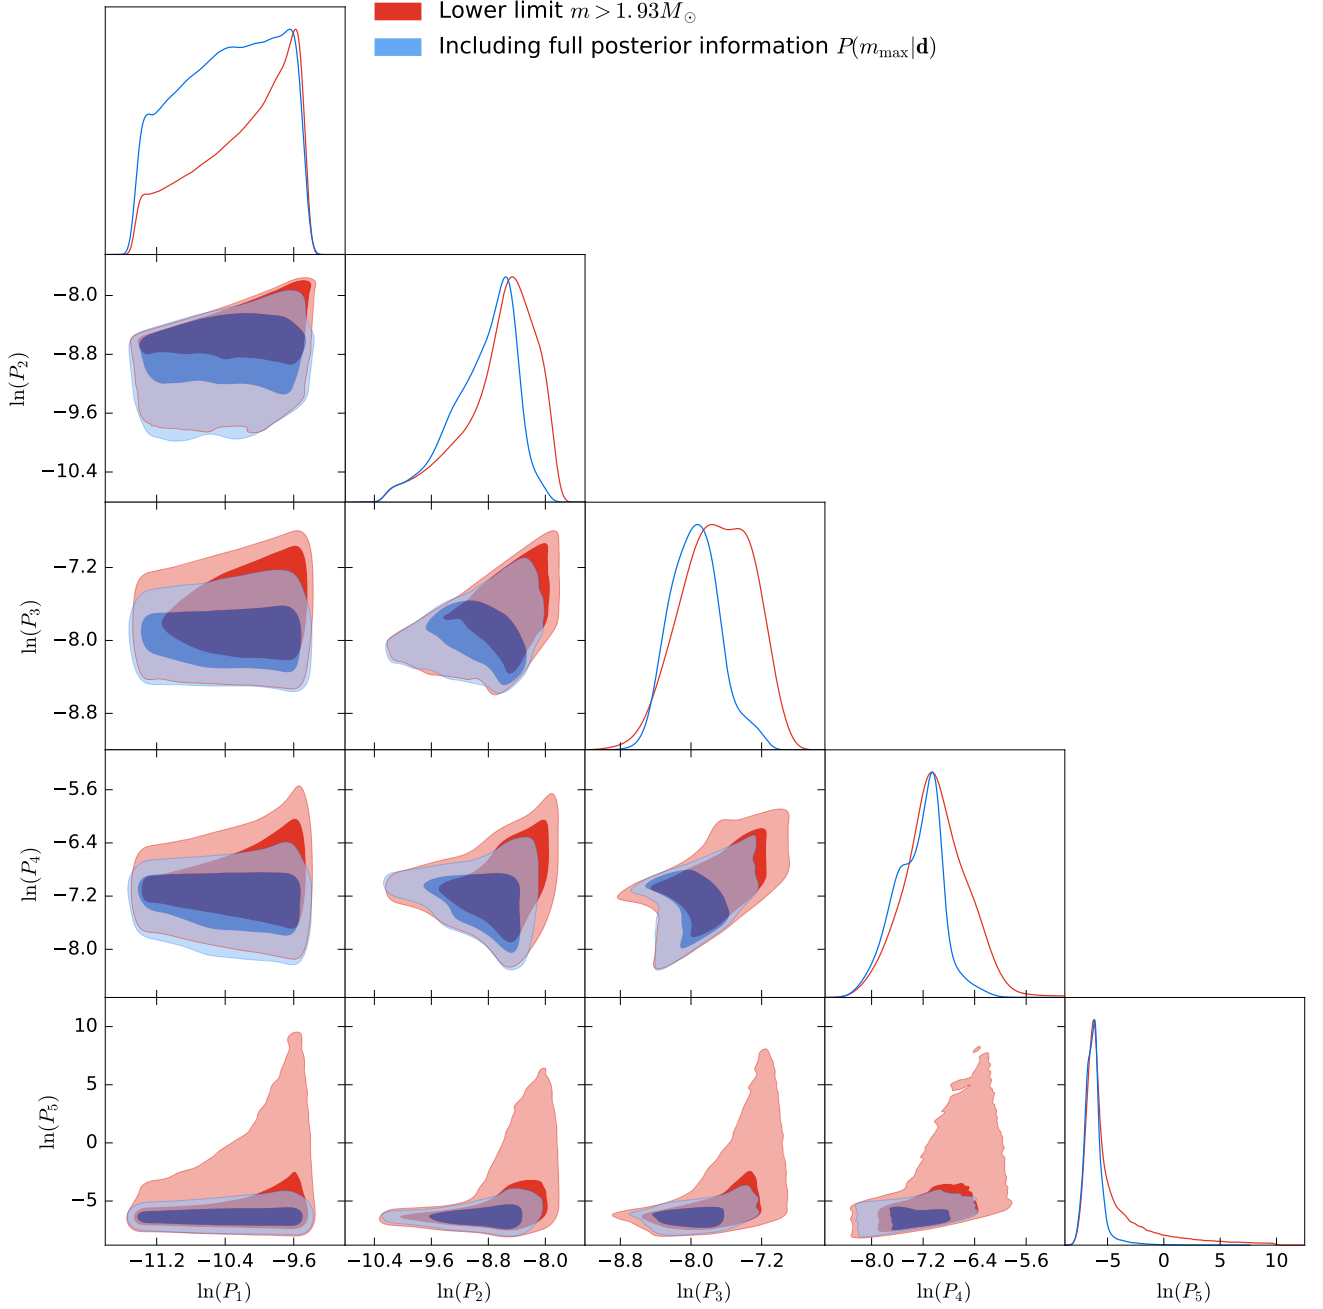 Lower limit m > 1.93M⊙
Including full posterior information P(m_max|d)
−8.0
−8.8
−9.6
−10.4
ln(P₂)
−7.2
−8.0
−8.8
ln(P₃)
−5.6
−6.4
−7.2
−8.0
ln(P₄)
10
5
0
−5
ln(P₅)
−11.2 −10.4 −9.6 −10.4 −9.6 −8.8 −8.0 −8.8 −8.0 −7.2 −8.0 −7.2 −6.4 −5.6 −5 0 5 10
ln(P₁) ln(P₂) ln(P₃) ln(P₄) ln(P₅)